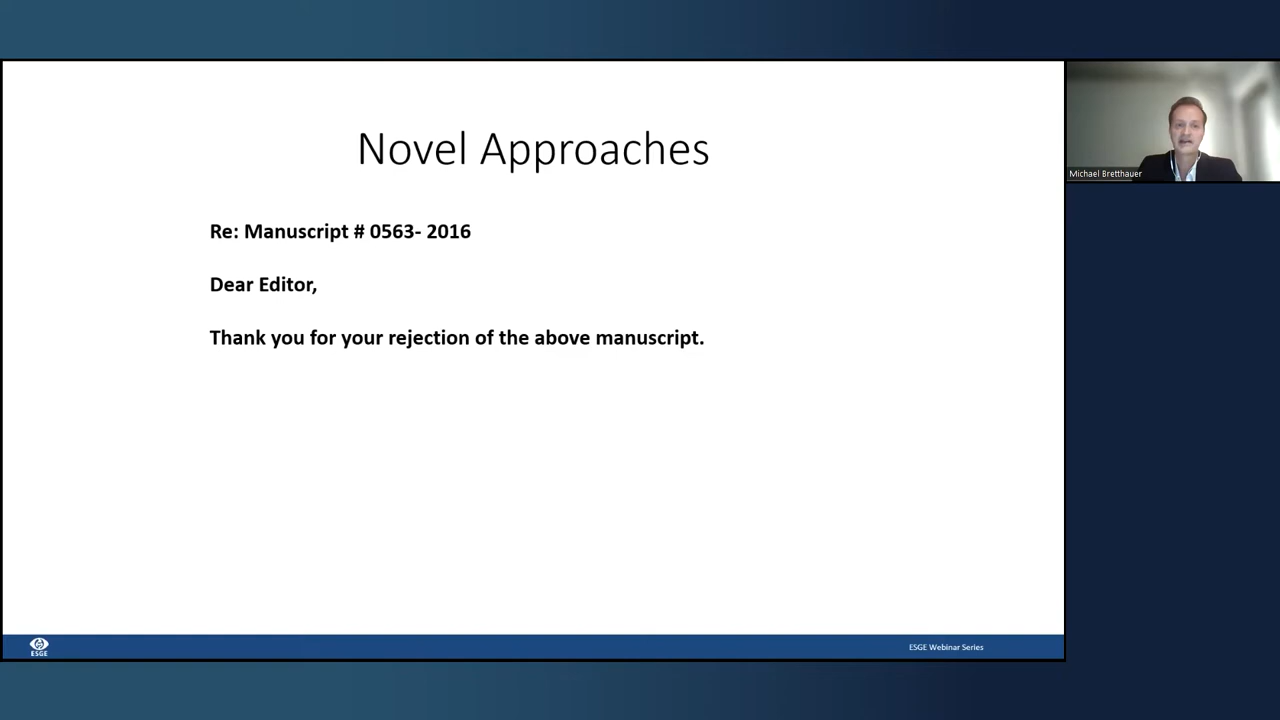 Novel Approaches
Re: Manuscript # 0563- 2016
Dear Editor,
Thank you for your rejection of the above manuscript.
Michael Bretthauer
ESGE
ESGE Webinar Series